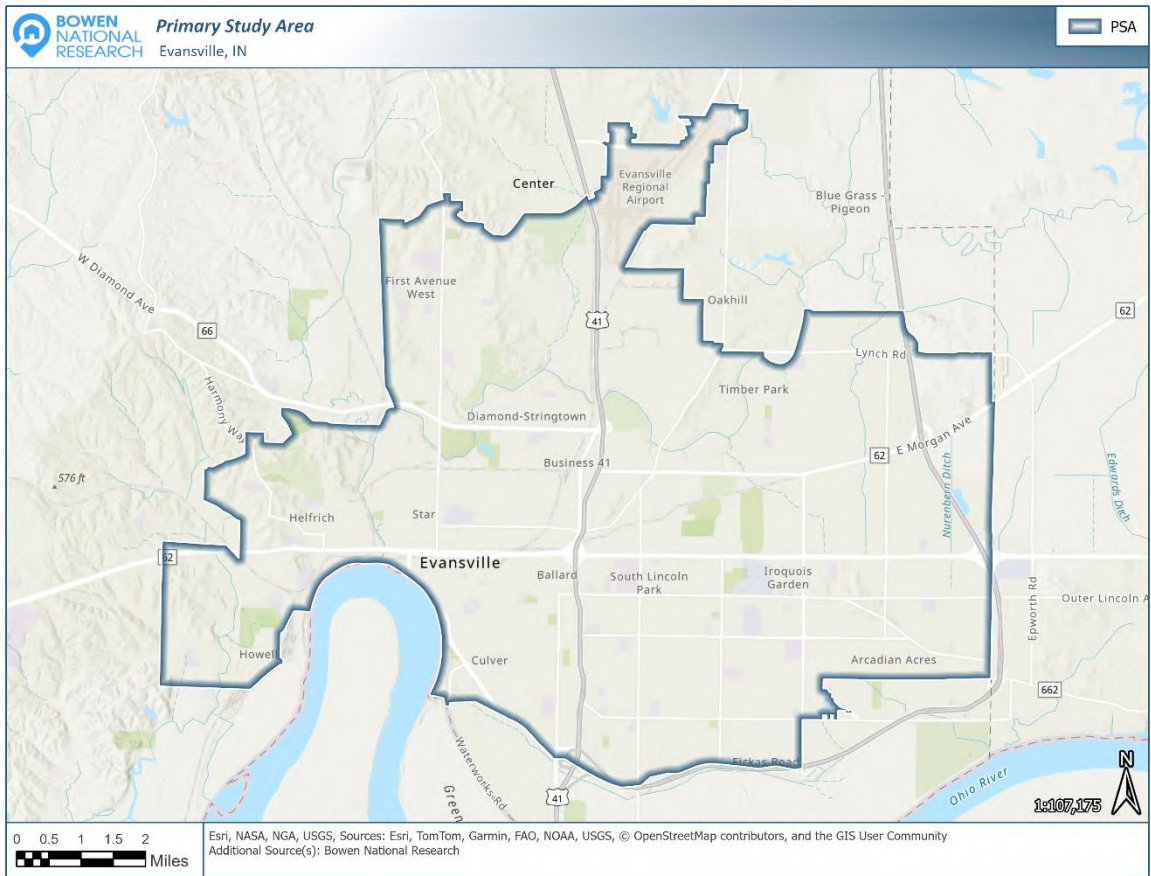 BOWEN
NATIONAL
RESEARCH
Primary Study Area
Evansville, IN
PSA
Center
Evansville
Regional
Airport
Blue Grass -
Pigeon
W Diamond Ave
First Avenue
West
Oakhill
62
66
41
Lynch Rd
Harmony Way
Timber Park
Diamond-Stringtown
E Morgan Ave
62
Business 41
576 ft
Nurenbern Ditch
Edwards Ditch
Helfrich
Star
62
Evansville
Ballard
South Lincoln
Park
Iroquois
Garden
Epworth Rd
Outer Lincoln A
Howell
Culver
Arcadian Acres
662
Waterworks-Rd
Fickas Road
Green
41
Ohio River
N
1:107,175
0 0.5 1 1.5 2
Miles
Esri, NASA, NGA, USGS, Sources: Esri, TomTom, Garmin, FAO, NOAA, USGS, © OpenStreetMap contributors, and the GIS User Community
Additional Source(s): Bowen National Research